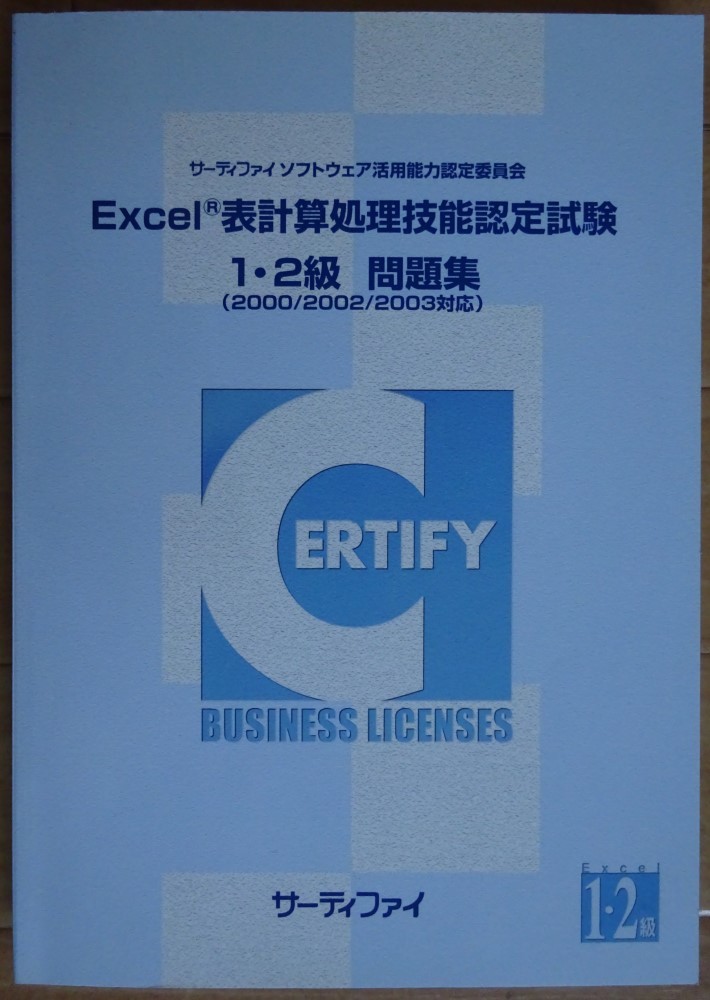 サーティファイ ソフトウェア活用能力認定委員会
Excel®表計算処理技能認定試験
1・2級 問題集
(2000/2002/2003対応)
CERTIFY
BUSINESS LICENSES
サーティファイ
Excel
1・2級